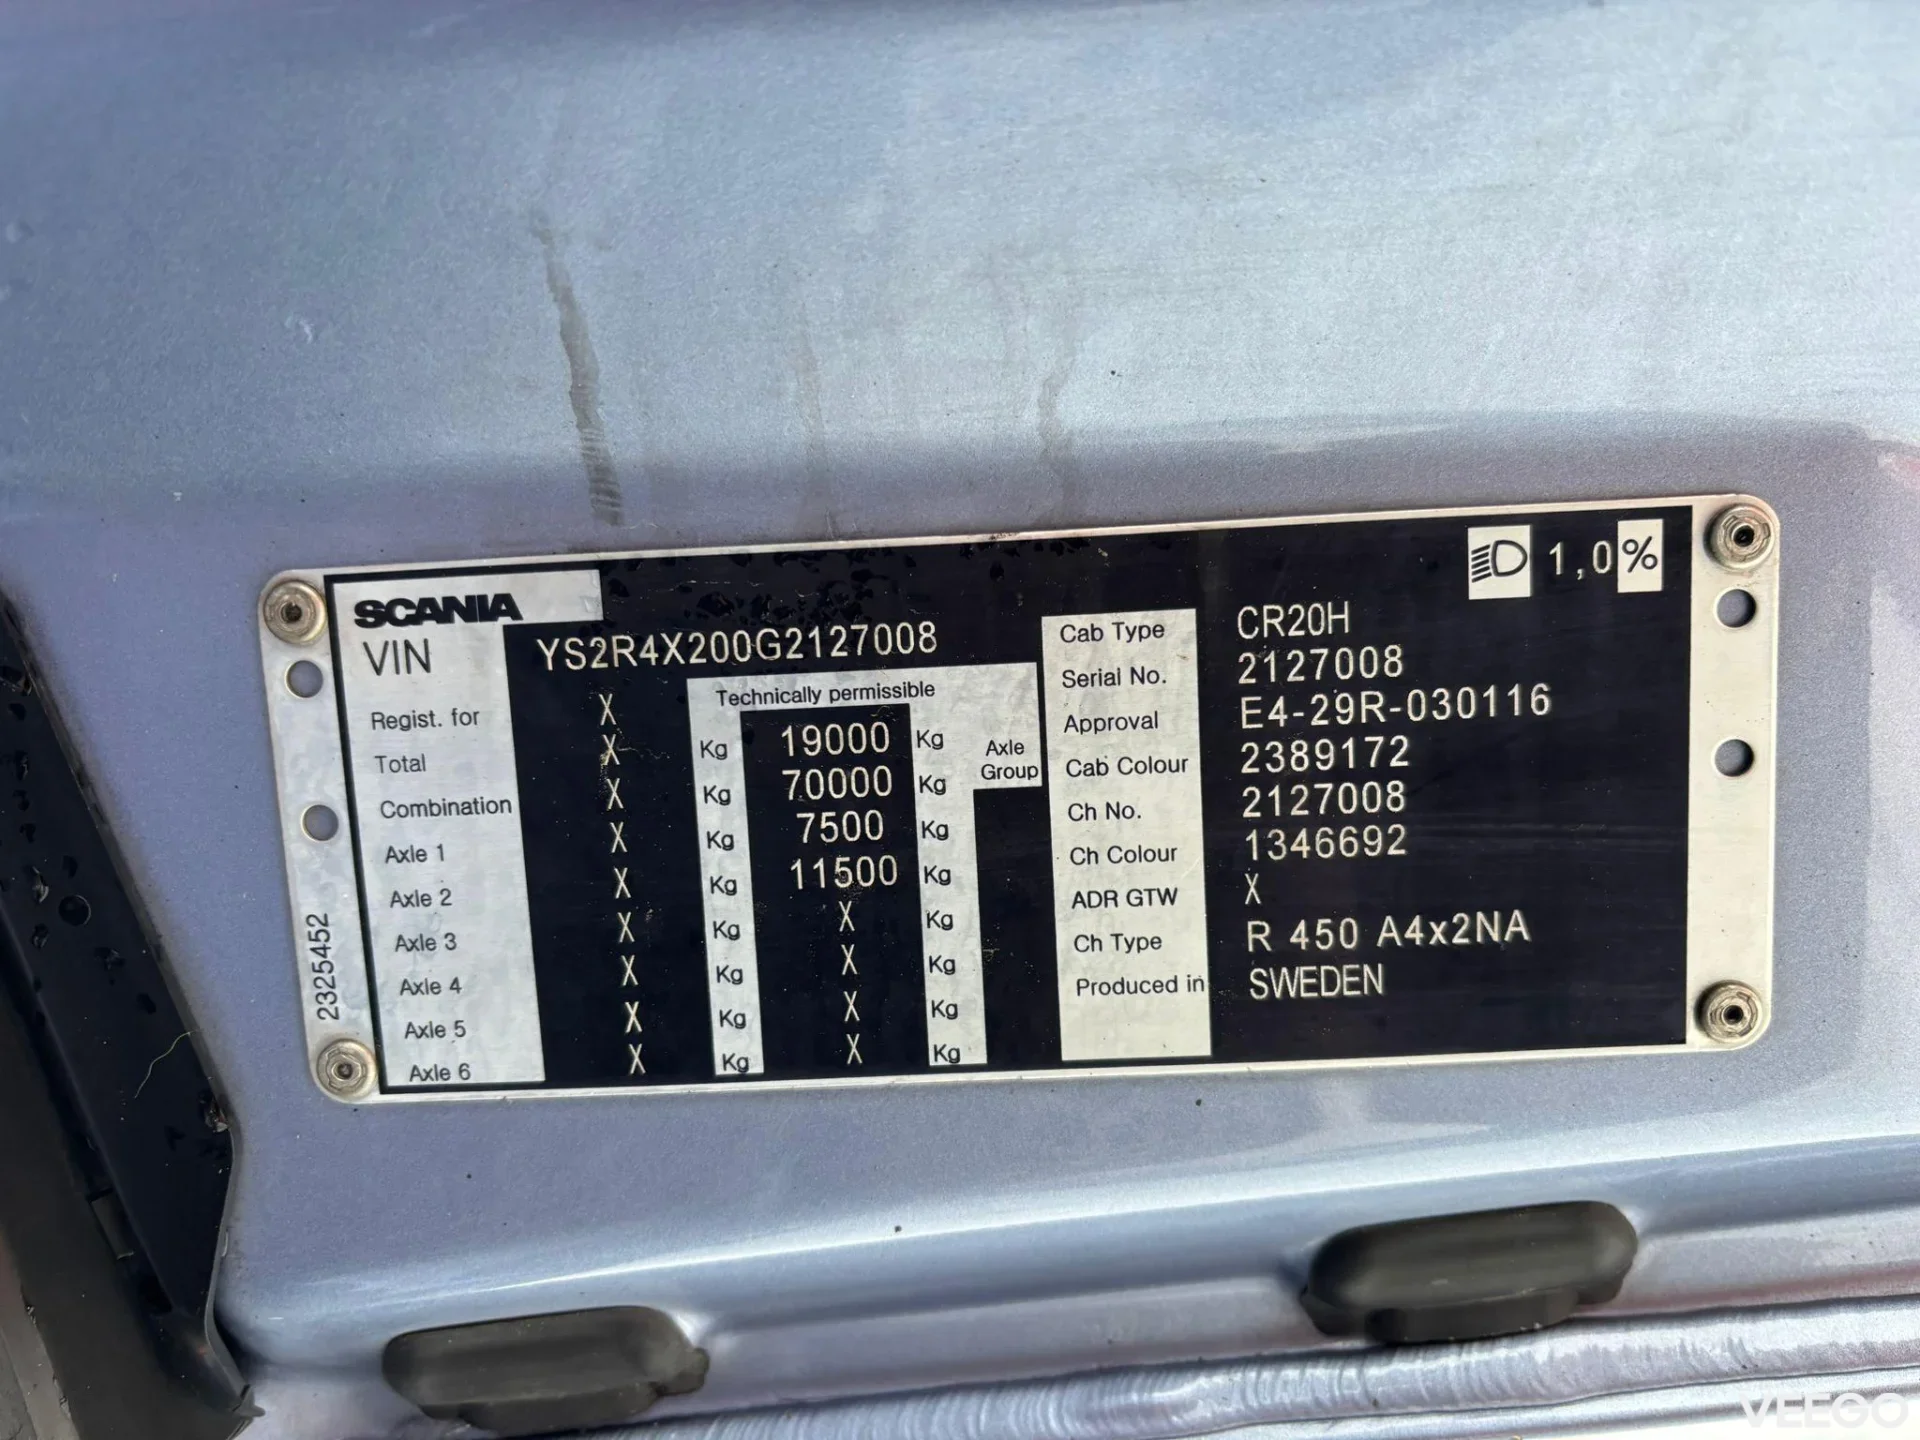 1,0 %
SCANIA
VIN YS2R4X200G2127008
Technically permissible
Regist. for X
Total X Kg 19000 Kg
Combination X Kg 70000 Kg
Axle 1 X Kg 7500 Kg
Axle 2 X Kg 11500 Kg
Axle 3 X Kg X Kg
Axle 4 X Kg X Kg
Axle 5 X Kg X Kg
Axle 6 X Kg X Kg
X
Axle
Group
Cab Type CR20H
Serial No. 2127008
Approval E4-29R-030116
Cab Colour 2389172
Ch No. 2127008
Ch Colour 1346692
ADR GTW X
Ch Type R 450 A4x2NA
Produced in SWEDEN
2325452
VEEGO